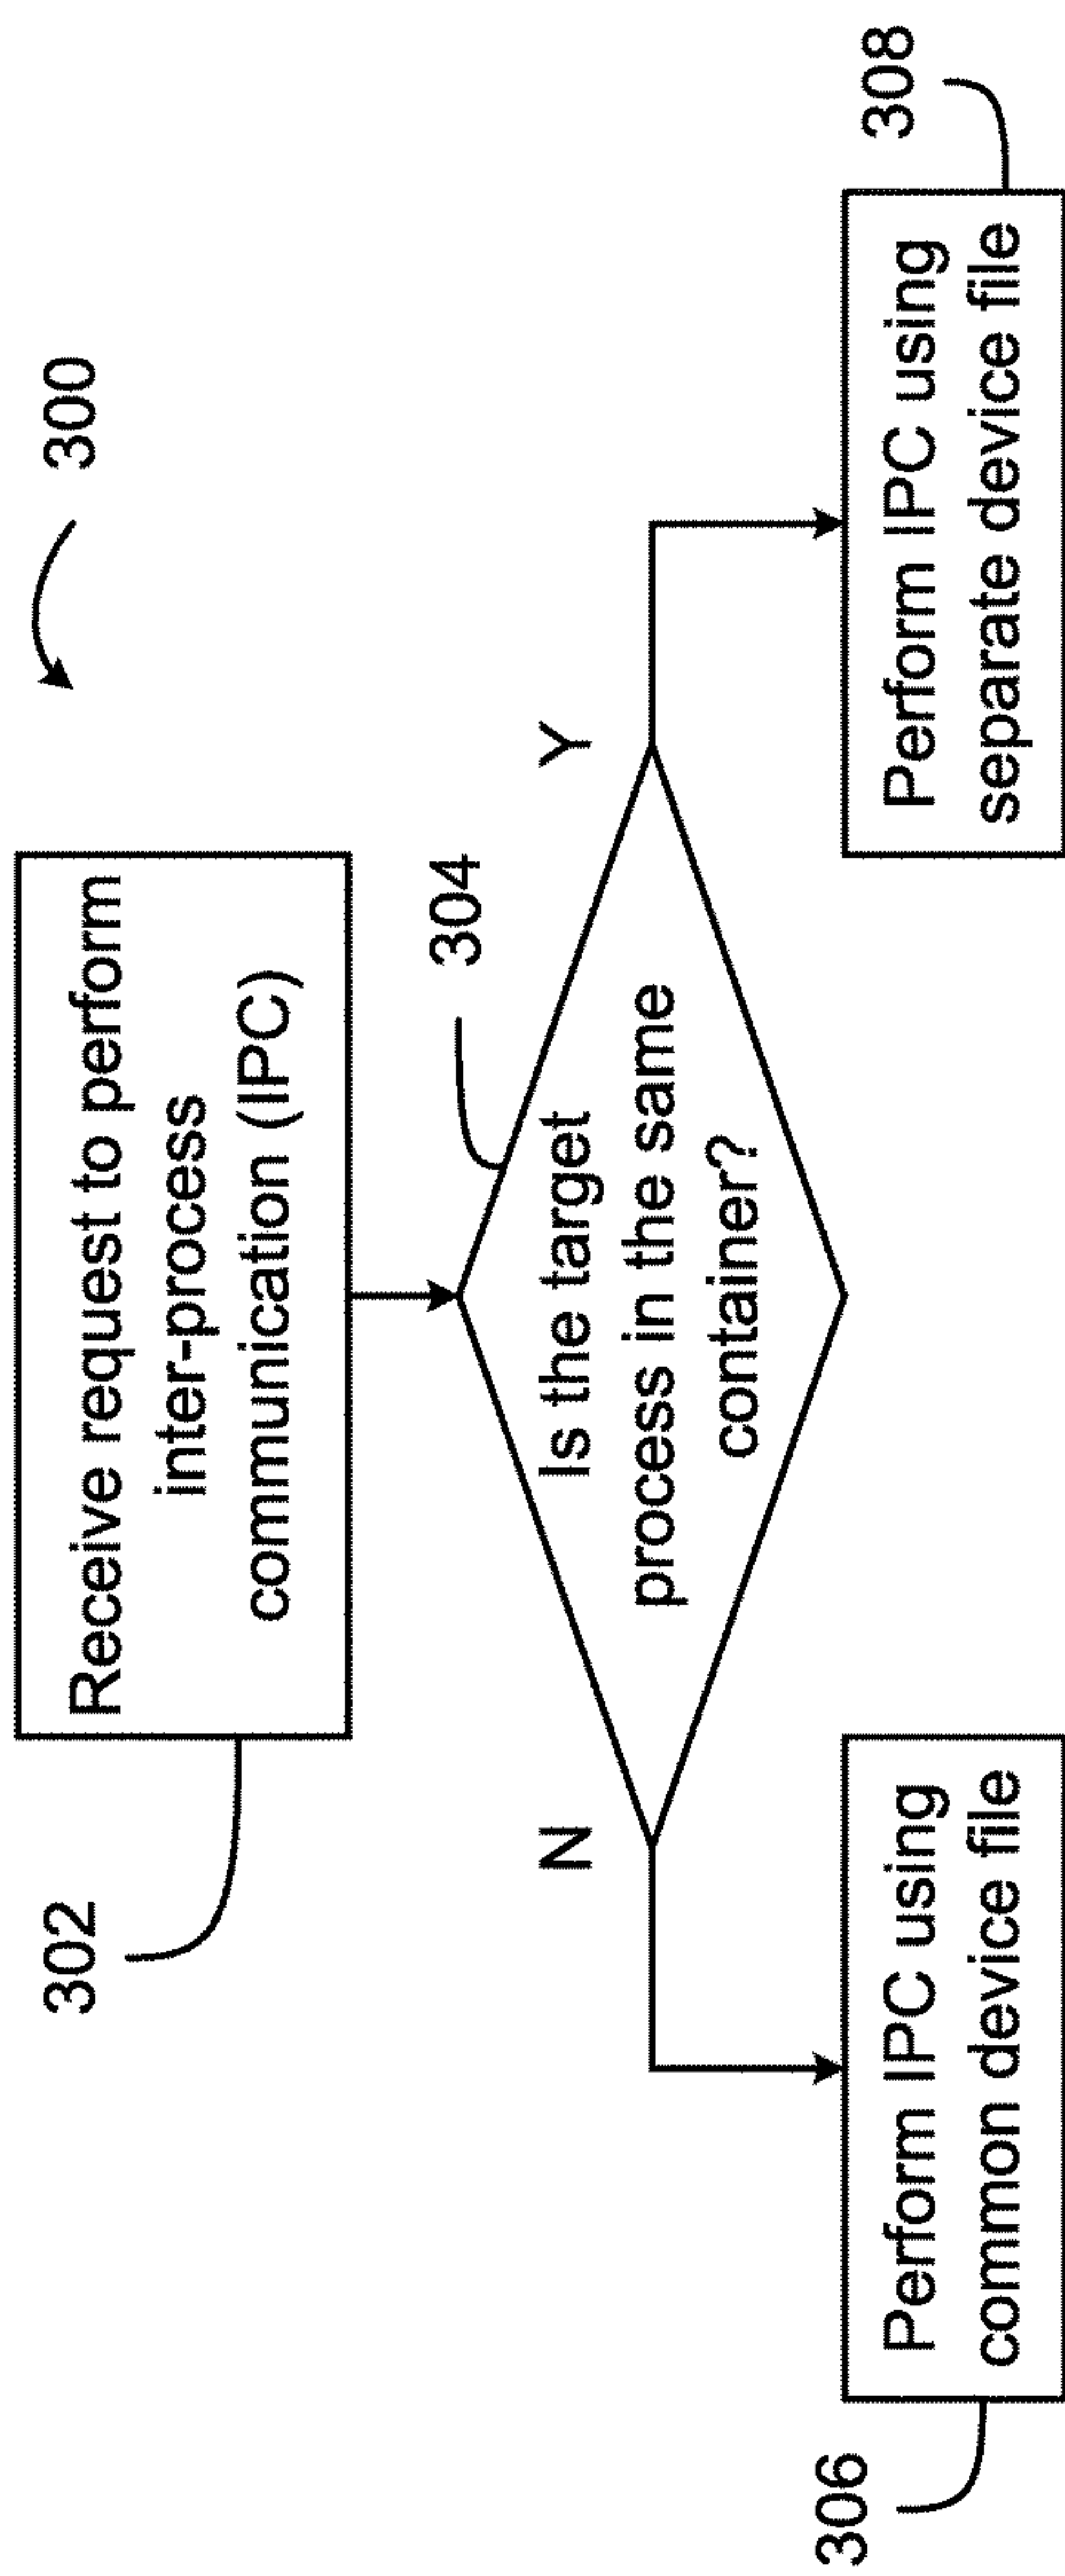 300
302
Receive request to perform
inter-process
communication (IPC)
304
Is the target
process in the same
container?
N
Y
306
Perform IPC using
common device file
308
Perform IPC using
separate device file